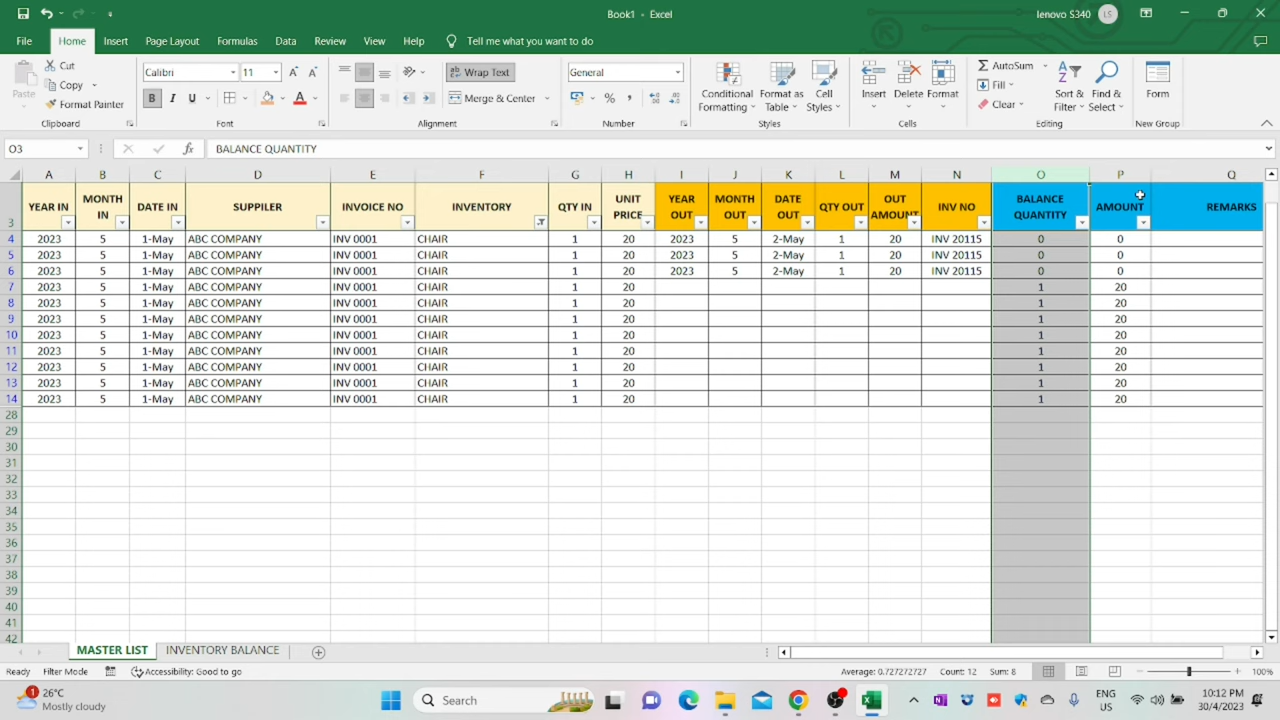 Book1 - Excel
lenovo S340 LS
File Home Insert Page Layout Formulas Data Review View Help Tell me what you want to do
Cut
Copy
Format Painter
Paste
Clipboard
Calibri 11
B I U
Font
Wrap Text
Merge & Center
Alignment
General
Number
Conditional Formatting
Format as Table
Cell Styles
Styles
Insert
Delete
Format
Cells
AutoSum
Fill
Clear
Sort & Filter
Find & Select
Editing
Form
New Group
O3 fx BALANCE QUANTITY
A B C D E F G H I J K L M N O P Q
3 YEAR IN MONTH IN DATE IN SUPPILER INVOICE NO INVENTORY QTY IN UNIT PRICE YEAR OUT MONTH OUT DATE OUT QTY OUT OUT AMOUNT INV NO BALANCE QUANTITY AMOUNT REMARKS
4 2023 5 1-May ABC COMPANY INV 0001 CHAIR 1 20 2023 5 2-May 1 20 INV 20115 0 0
5 2023 5 1-May ABC COMPANY INV 0001 CHAIR 1 20 2023 5 2-May 1 20 INV 20115 0 0
6 2023 5 1-May ABC COMPANY INV 0001 CHAIR 1 20 2023 5 2-May 1 20 INV 20115 0 0
7 2023 5 1-May ABC COMPANY INV 0001 CHAIR 1 20 1 20
8 2023 5 1-May ABC COMPANY INV 0001 CHAIR 1 20 1 20
9 2023 5 1-May ABC COMPANY INV 0001 CHAIR 1 20 1 20
10 2023 5 1-May ABC COMPANY INV 0001 CHAIR 1 20 1 20
11 2023 5 1-May ABC COMPANY INV 0001 CHAIR 1 20 1 20
12 2023 5 1-May ABC COMPANY INV 0001 CHAIR 1 20 1 20
13 2023 5 1-May ABC COMPANY INV 0001 CHAIR 1 20 1 20
14 2023 5 1-May ABC COMPANY INV 0001 CHAIR 1 20 1 20
28
29
30
31
32
33
34
35
36
37
38
39
40
41
42
MASTER LIST INVENTORY BALANCE
Ready Filter Mode Accessibility: Good to go Average: 0.727272727 Count: 12 Sum: 8 100%
1 26°C
Mostly cloudy
Search
ENG
US
10:12 PM
30/4/2023